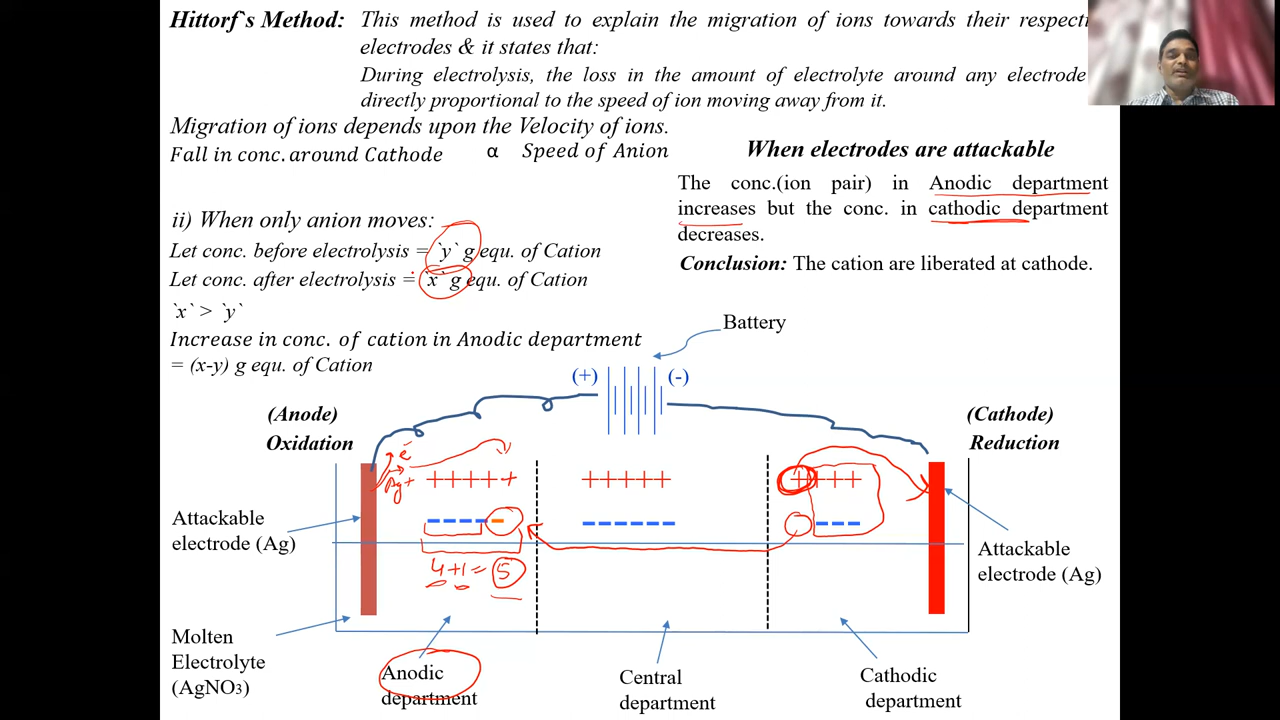 Hittorf`s Method: This method is used to explain the migration of ions towards their respecti
electrodes & it states that:
During electrolysis, the loss in the amount of electrolyte around any electrode
directly proportional to the speed of ion moving away from it.
Migration of ions depends upon the Velocity of ions.
Fall in conc. around Cathode α Speed of Anion
When electrodes are attackable
The conc.(ion pair) in Anodic department
increases but the conc. in cathodic department
decreases.
Conclusion: The cation are liberated at cathode.
ii) When only anion moves:
Let conc. before electrolysis = `y` g equ. of Cation
Let conc. after electrolysis = `x` g equ. of Cation
`x` > `y`
Increase in conc. of cation in Anodic department
= (x-y) g equ. of Cation
Battery
(+) (-)
(Anode)
Oxidation
(Cathode)
Reduction
e-
Ag+
+++++ +
+++++
++++
Attackable
electrode (Ag)
4+1=5
Attackable
electrode (Ag)
Molten
Electrolyte
(AgNO3)
Anodic
department
Central
department
Cathodic
department